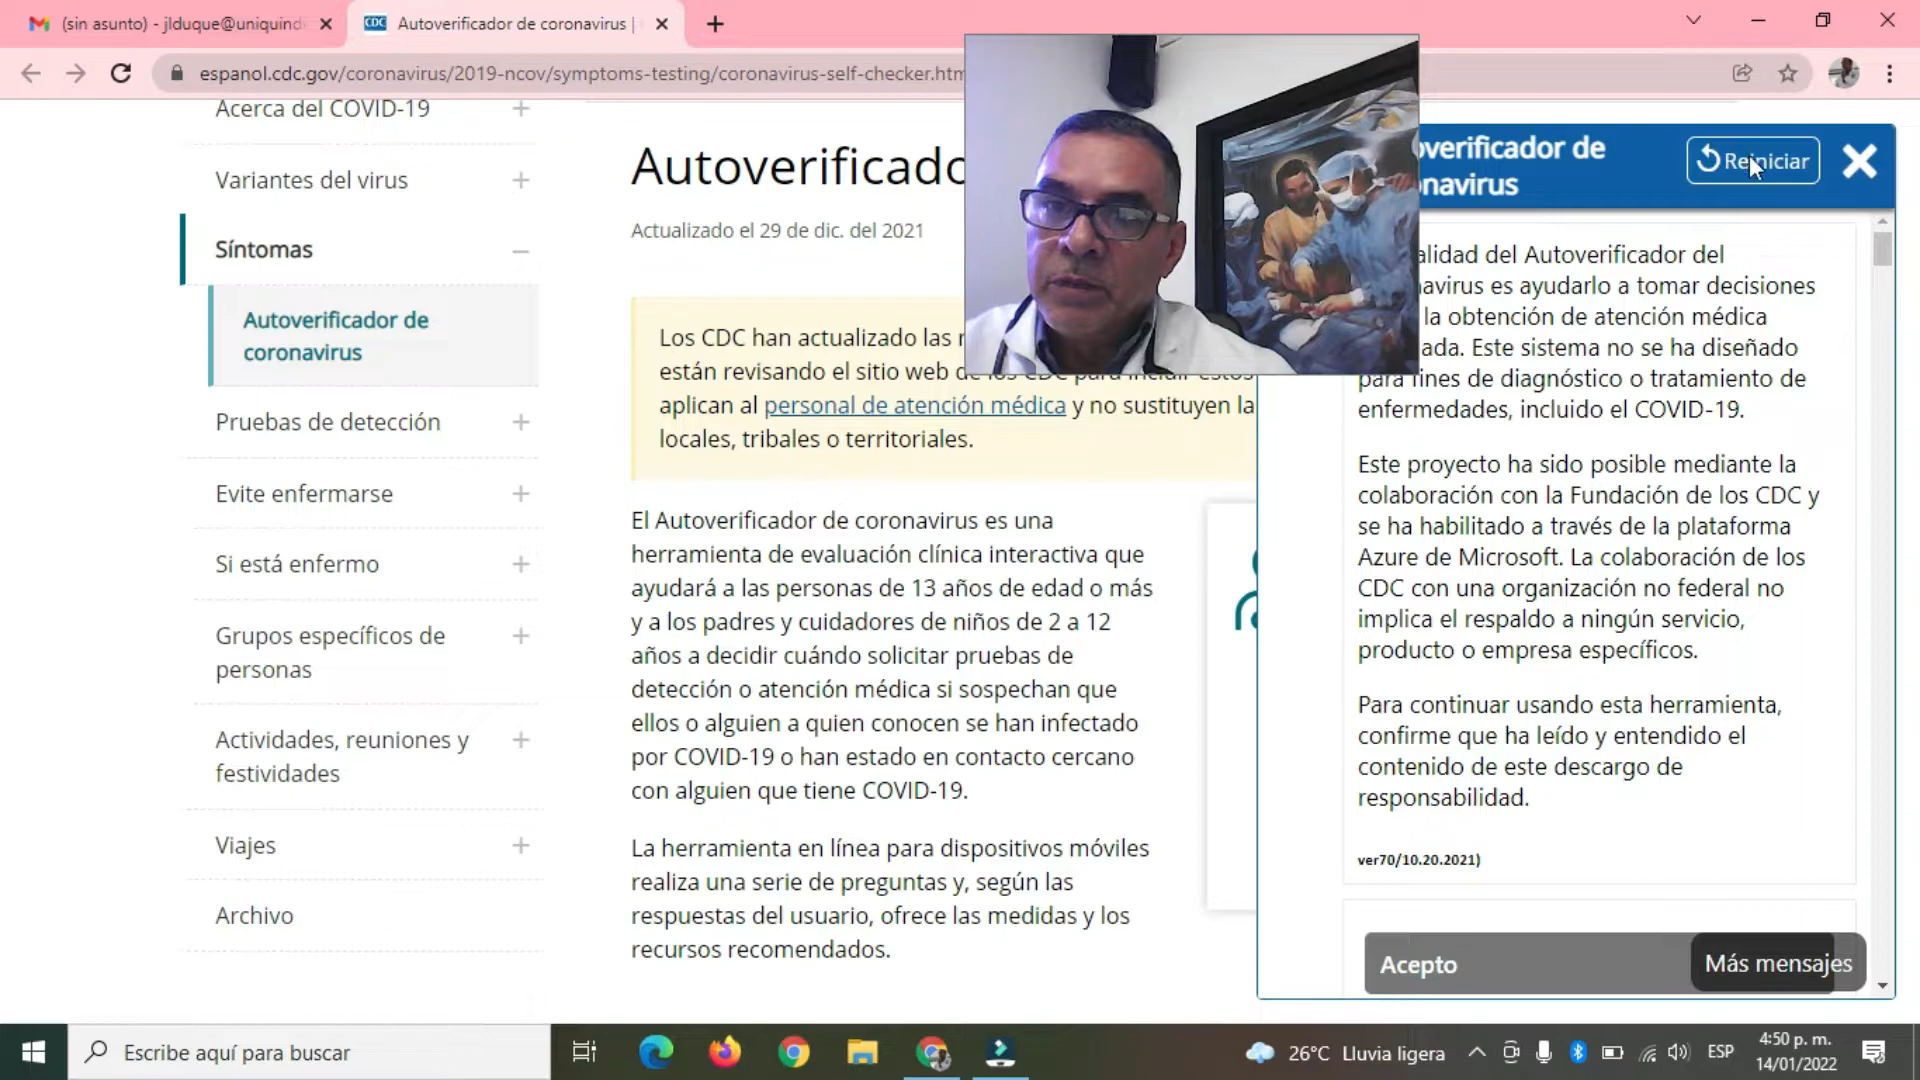 (sin asunto) - jlduque@uniquind
CDC Autoverificador de coronavirus |
espanol.cdc.gov/coronavirus/2019-ncov/symptoms-testing/coronavirus-self-checker.htm
Acerca del COVID-19
Variantes del virus
Síntomas
Autoverificador de
coronavirus
Pruebas de detección
Evite enfermarse
Si está enfermo
Grupos específicos de
personas
Actividades, reuniones y
festividades
Viajes
Archivo
Autoverificado
Actualizado el 29 de dic. del 2021
Los CDC han actualizado las
están revisando el sitio web de los CDC para incluir estos
aplican al personal de atención médica y no sustituyen la
locales, tribales o territoriales.
El Autoverificador de coronavirus es una
herramienta de evaluación clínica interactiva que
ayudará a las personas de 13 años de edad o más
y a los padres y cuidadores de niños de 2 a 12
años a decidir cuándo solicitar pruebas de
detección o atención médica si sospechan que
ellos o alguien a quien conocen se han infectado
por COVID-19 o han estado en contacto cercano
con alguien que tiene COVID-19.
La herramienta en línea para dispositivos móviles
realiza una serie de preguntas y, según las
respuestas del usuario, ofrece las medidas y los
recursos recomendados.
overificador de
navirus
Reiniciar
alidad del Autoverificador del
navirus es ayudarlo a tomar decisiones
la obtención de atención médica
ada. Este sistema no se ha diseñado
para fines de diagnóstico o tratamiento de
enfermedades, incluido el COVID-19.
Este proyecto ha sido posible mediante la
colaboración con la Fundación de los CDC y
se ha habilitado a través de la plataforma
Azure de Microsoft. La colaboración de los
CDC con una organización no federal no
implica el respaldo a ningún servicio,
producto o empresa específicos.
Para continuar usando esta herramienta,
confirme que ha leído y entendido el
contenido de este descargo de
responsabilidad.
ver70/10.20.2021)
Acepto
Más mensajes
Escribe aquí para buscar
26°C Lluvia ligera
ESP
4:50 p. m.
14/01/2022